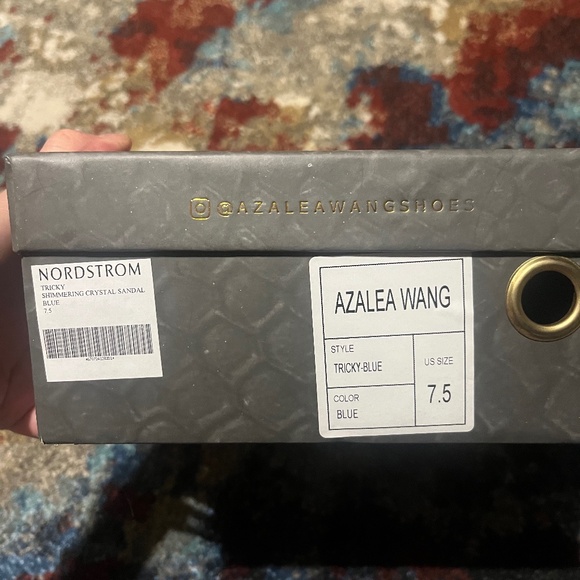 @AZALEAWANGSHOES
NORDSTROM
TRICKY
SHIMMERING CRYSTAL SANDAL
BLUE
7.5
AZALEA WANG
STYLE
TRICKY-BLUE
COLOR
BLUE
US SIZE
7.5